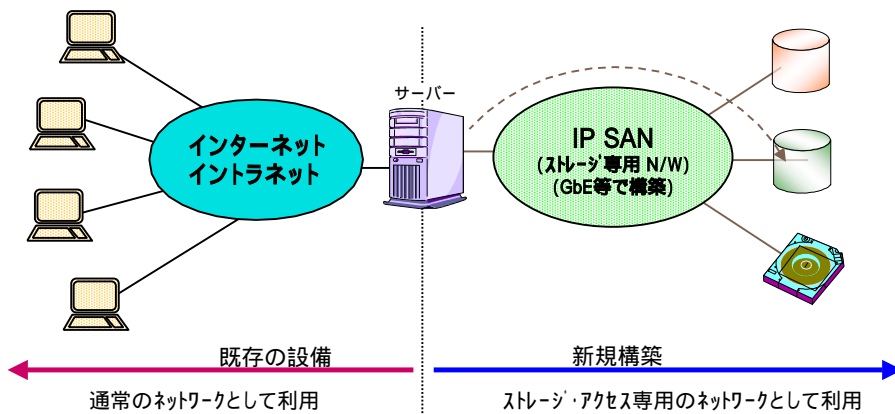 サーバー
インターネット
イントラネット
IP SAN
(ｽﾄﾚｰｼﾞ専用 N/W)
(GbE等で構築)
既存の設備
新規構築
通常のﾈｯﾄﾜｰｸとして利用
ｽﾄﾚｰｼﾞ･ｱｸｾｽ専用のﾈｯﾄﾜｰｸとして利用